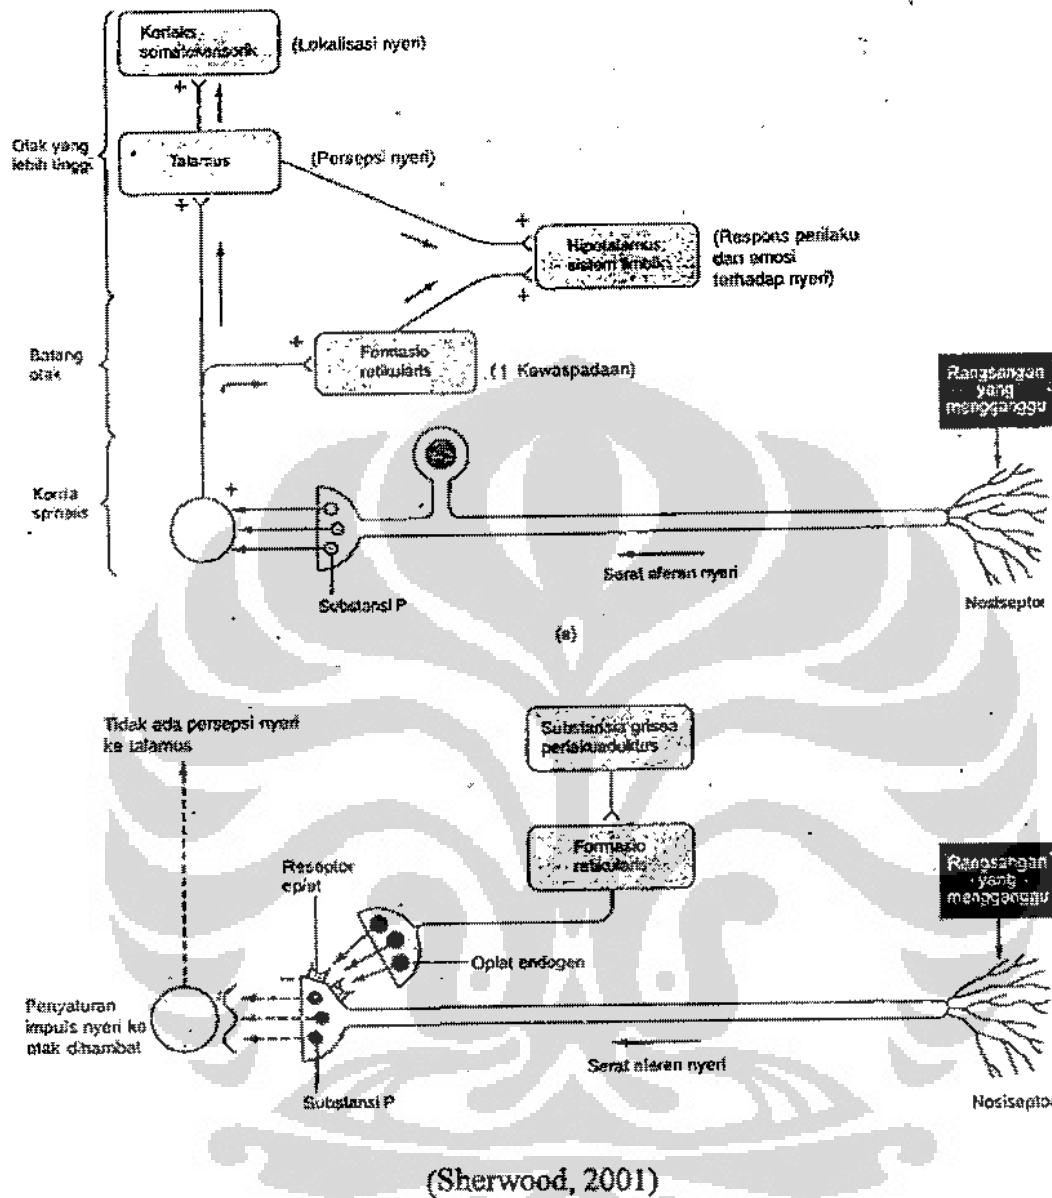 Korteks
somatosensorik
(Lokalisasi nyeri)
+
Otak yang
lebih tinggi
Talamus
(Persepsi nyeri)
+
+
Hipotalamus,
sistem limbik
(Respons perilaku
dan emosi
terhadap nyeri)
+
Batang
otak
+
Formasio
retikularis
(↑ Kewaspadaan)
Rangsangan
yang
mengganggu
Korda
spinalis
+
Serat aferen nyeri
Substansi P
Nosiseptor
(a)
Tidak ada persepsi nyeri
ke talamus
Substansia grisea
periakuaduktus
Formasio
retikularis
Reseptor
opiat
Rangsangan
yang
mengganggu
Opiat endogen
Penyaluran
impuls nyeri ke
otak dihambat
Serat aferen nyeri
Substansi P
Nosiseptor
(Sherwood, 2001)